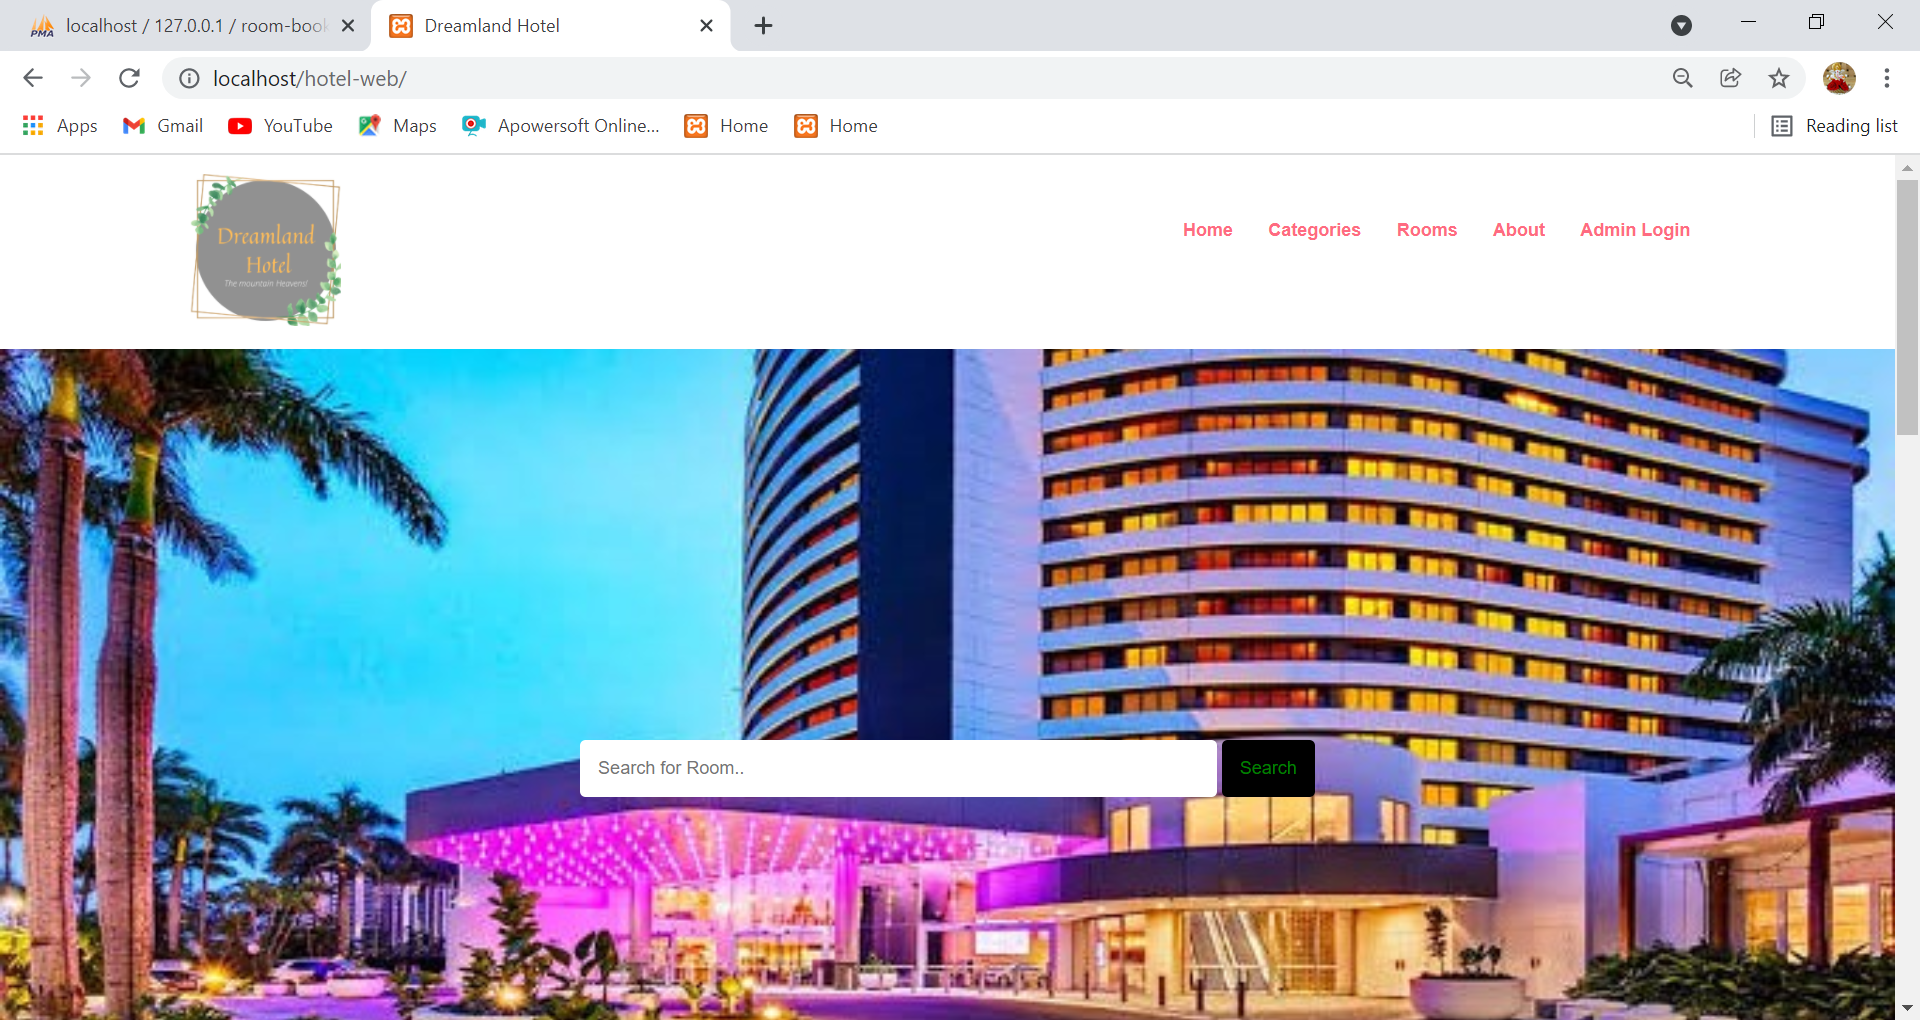 localhost / 127.0.0.1 / room-book
Dreamland Hotel
localhost/hotel-web/
Apps
Gmail
YouTube
Maps
Apowersoft Online...
Home
Home
Reading list
Dreamland
Hotel
The mountain Heavens!
Home
Categories
Rooms
About
Admin Login
Search for Room..
Search